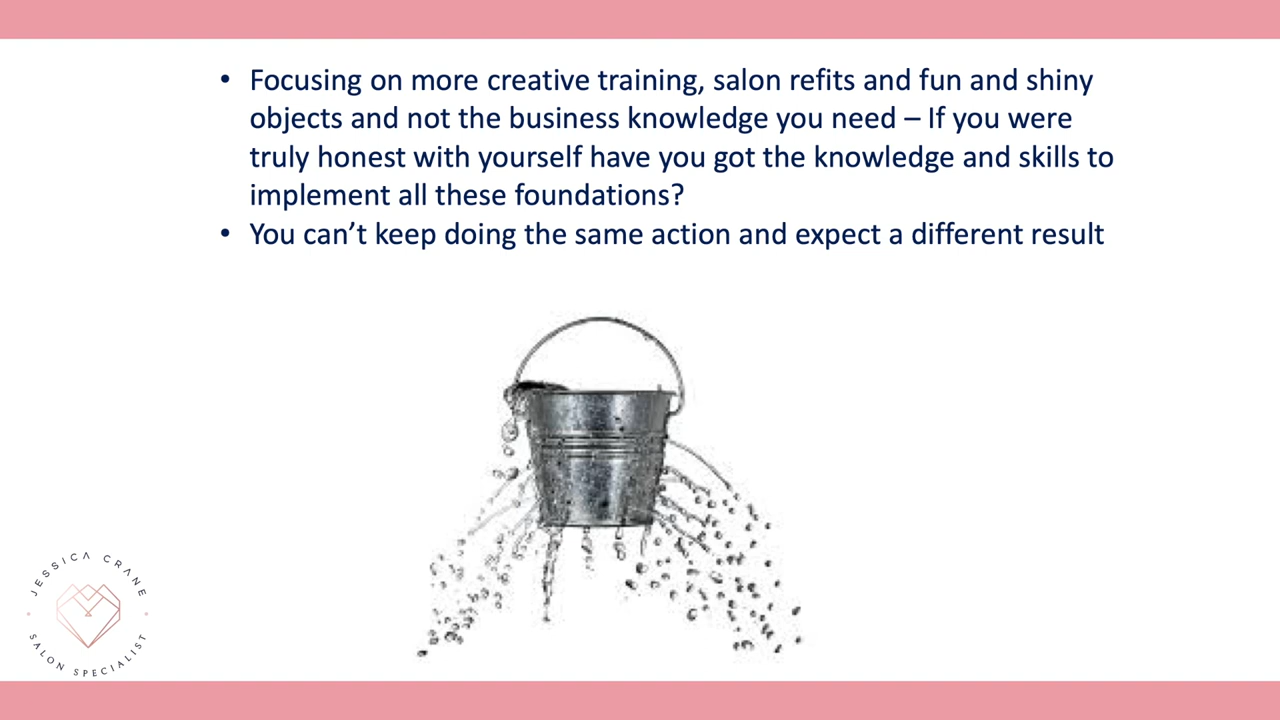 • Focusing on more creative training, salon refits and fun and shiny
objects and not the business knowledge you need – If you were
truly honest with yourself have you got the knowledge and skills to
implement all these foundations?
• You can’t keep doing the same action and expect a different result
JESSICA CRANE
SALON SPECIALIST